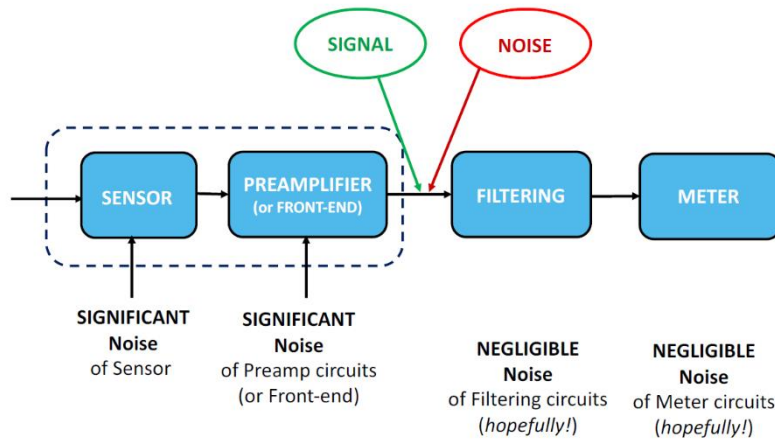 SIGNAL
NOISE
SENSOR
PREAMPLIFIER
(or FRONT-END)
FILTERING
METER
SIGNIFICANT
Noise
of Sensor
SIGNIFICANT
Noise
of Preamp circuits
(or Front-end)
NEGLIGIBLE
Noise
of Filtering circuits
(hopefully!)
NEGLIGIBLE
Noise
of Meter circuits
(hopefully!)